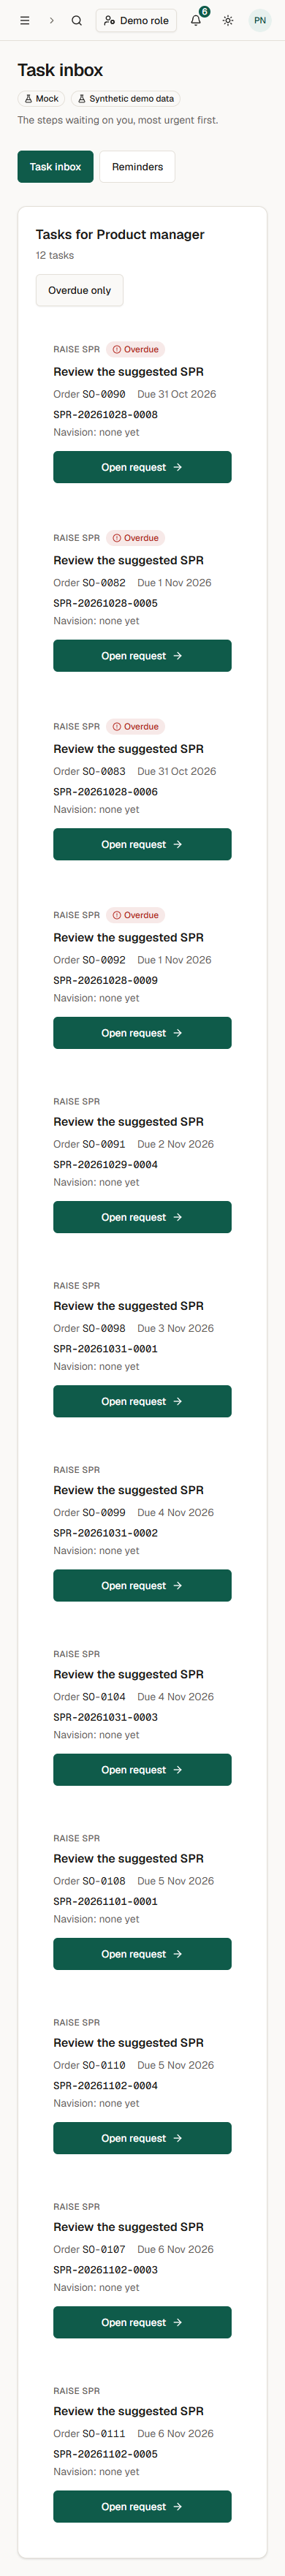 Demo role
6
PN
Task inbox
Mock
Synthetic demo data
The steps waiting on you, most urgent first.
Task inbox
Reminders
Tasks for Product manager
12 tasks
Overdue only
RAISE SPR Overdue
Review the suggested SPR
Order SO-0090 Due 31 Oct 2026
SPR-20261028-0008
Navision: none yet
Open request
RAISE SPR Overdue
Review the suggested SPR
Order SO-0082 Due 1 Nov 2026
SPR-20261028-0005
Navision: none yet
Open request
RAISE SPR Overdue
Review the suggested SPR
Order SO-0083 Due 31 Oct 2026
SPR-20261028-0006
Navision: none yet
Open request
RAISE SPR Overdue
Review the suggested SPR
Order SO-0092 Due 1 Nov 2026
SPR-20261028-0009
Navision: none yet
Open request
RAISE SPR
Review the suggested SPR
Order SO-0091 Due 2 Nov 2026
SPR-20261029-0004
Navision: none yet
Open request
RAISE SPR
Review the suggested SPR
Order SO-0098 Due 3 Nov 2026
SPR-20261031-0001
Navision: none yet
Open request
RAISE SPR
Review the suggested SPR
Order SO-0099 Due 4 Nov 2026
SPR-20261031-0002
Navision: none yet
Open request
RAISE SPR
Review the suggested SPR
Order SO-0104 Due 4 Nov 2026
SPR-20261031-0003
Navision: none yet
Open request
RAISE SPR
Review the suggested SPR
Order SO-0108 Due 5 Nov 2026
SPR-20261101-0001
Navision: none yet
Open request
RAISE SPR
Review the suggested SPR
Order SO-0110 Due 5 Nov 2026
SPR-20261102-0004
Navision: none yet
Open request
RAISE SPR
Review the suggested SPR
Order SO-0107 Due 6 Nov 2026
SPR-20261102-0003
Navision: none yet
Open request
RAISE SPR
Review the suggested SPR
Order SO-0111 Due 6 Nov 2026
SPR-20261102-0005
Navision: none yet
Open request